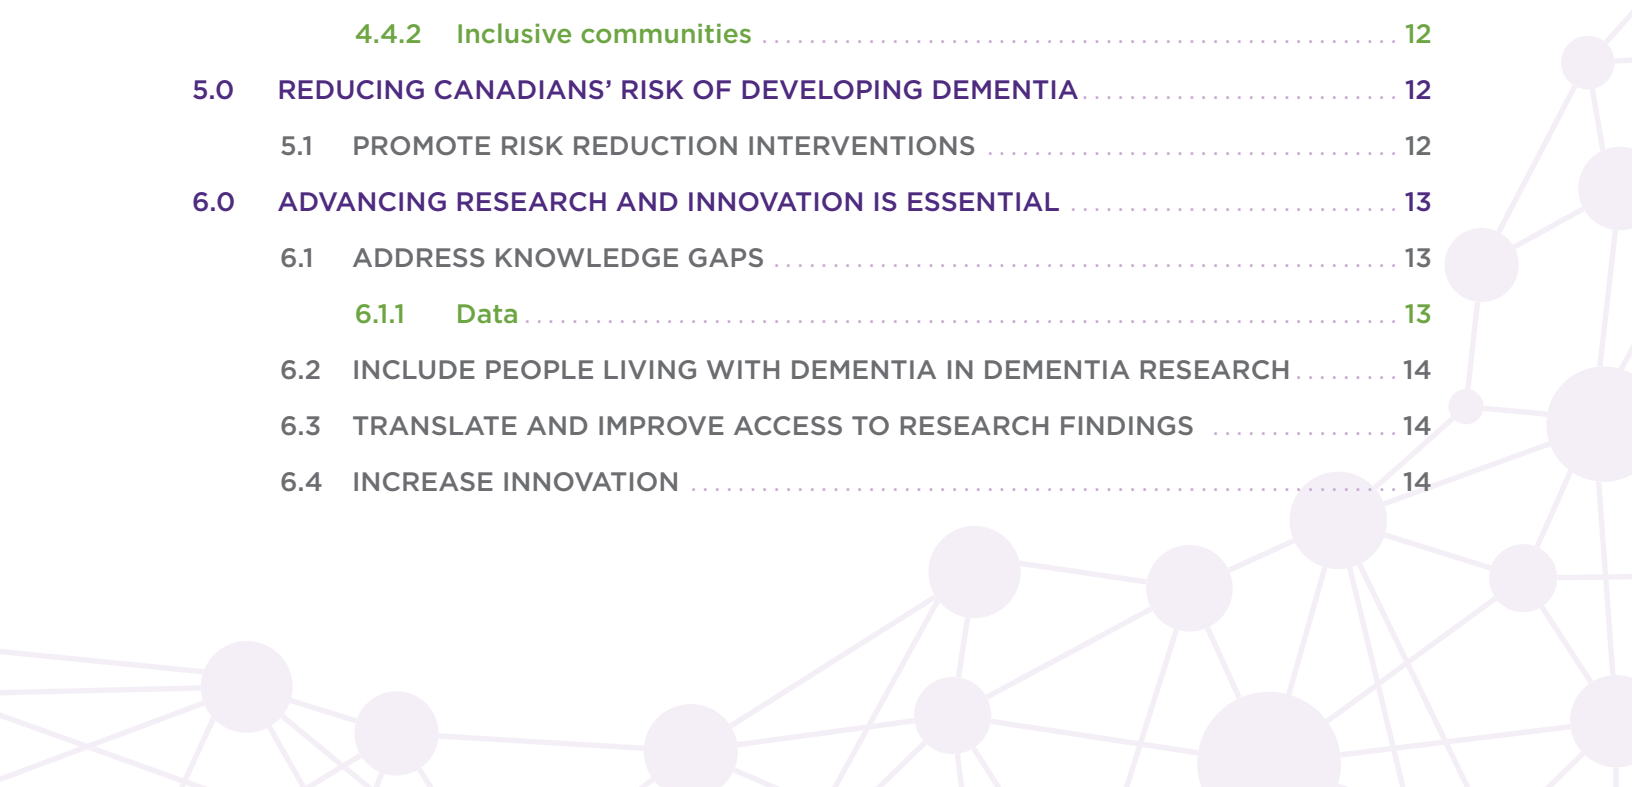 4.4.2 Inclusive communities 12
5.0 REDUCING CANADIANS’ RISK OF DEVELOPING DEMENTIA 12
5.1 PROMOTE RISK REDUCTION INTERVENTIONS 12
6.0 ADVANCING RESEARCH AND INNOVATION IS ESSENTIAL 13
6.1 ADDRESS KNOWLEDGE GAPS 13
6.1.1 Data 13
6.2 INCLUDE PEOPLE LIVING WITH DEMENTIA IN DEMENTIA RESEARCH 14
6.3 TRANSLATE AND IMPROVE ACCESS TO RESEARCH FINDINGS 14
6.4 INCREASE INNOVATION 14